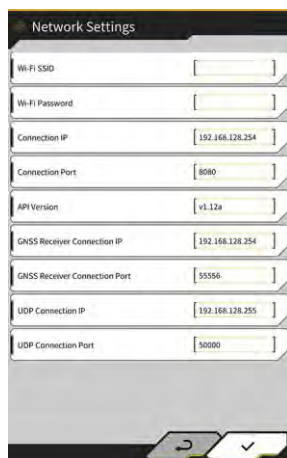 Network Settings
Wi-Fi SSID
Wi-Fi Password
Connection IP 192.168.128.254
Connection Port 8080
API Version v1.12a
GNSS Receiver Connection IP 192.168.128.254
GNSS Receiver Connection Port 55556
UDP Connection IP 192.168.128.255
UDP Connection Port 50000